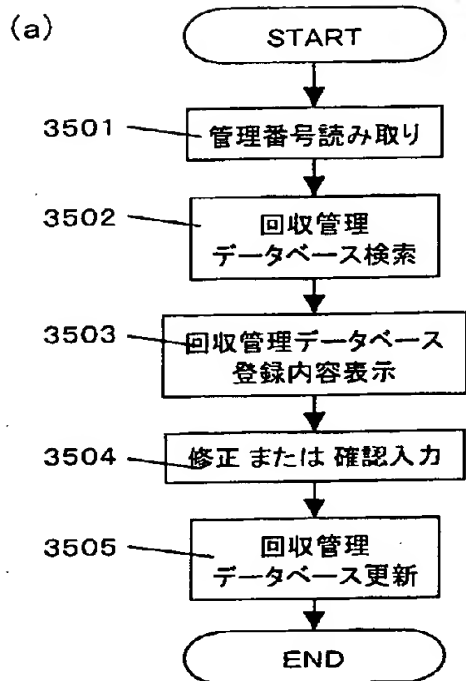 (a)
START
3501
管理番号読み取り
3502
回収管理
データベース検索
3503
回収管理データベース
登録内容表示
3504
修正 または 確認入力
3505
回収管理
データベース更新
END